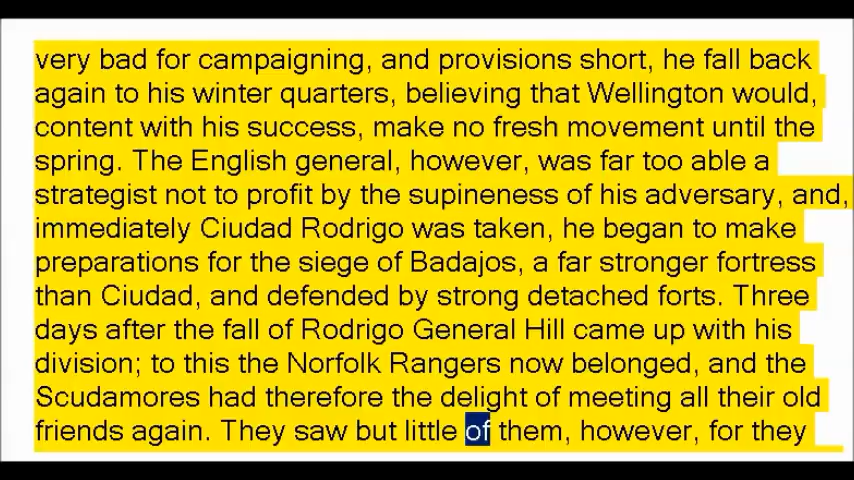 very bad for campaigning, and provisions short, he fall back
again to his winter quarters, believing that Wellington would,
content with his success, make no fresh movement until the
spring. The English general, however, was far too able a
strategist not to profit by the supineness of his adversary, and,
immediately Ciudad Rodrigo was taken, he began to make
preparations for the siege of Badajos, a far stronger fortress
than Ciudad, and defended by strong detached forts. Three
days after the fall of Rodrigo General Hill came up with his
division; to this the Norfolk Rangers now belonged, and the
Scudamores had therefore the delight of meeting all their old
friends again. They saw but little of them, however, for they